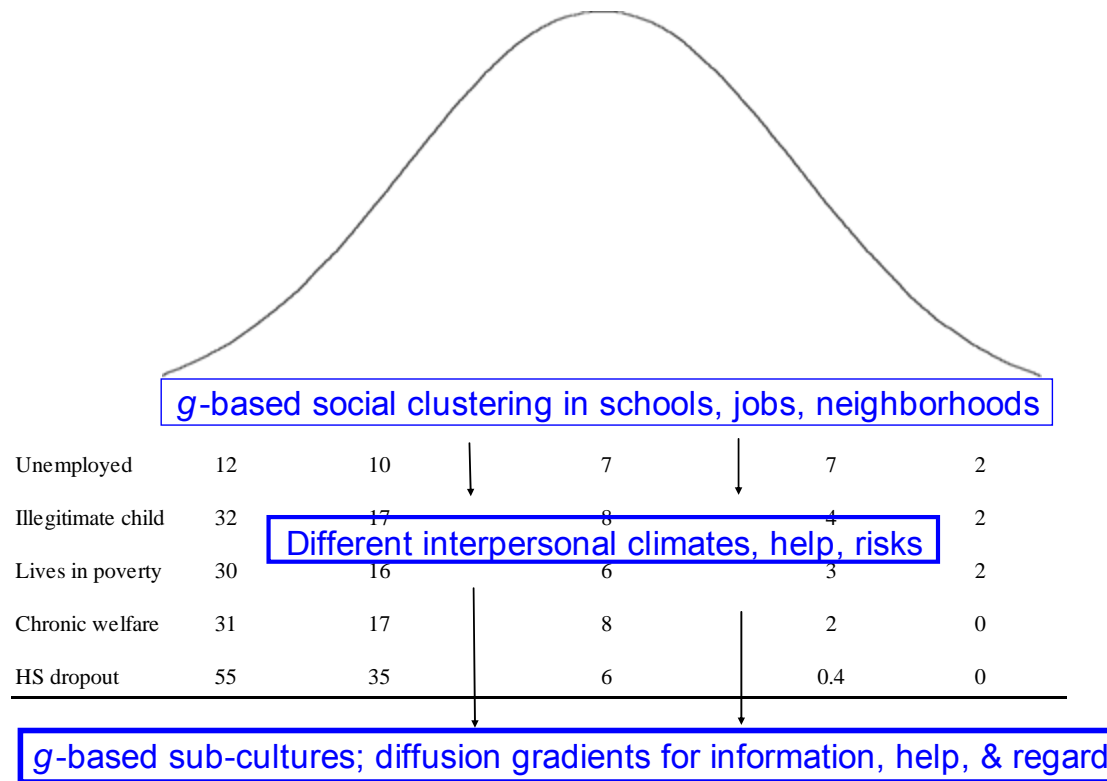 g-based social clustering in schools, jobs, neighborhoods
Unemployed 12 10 7 7 2
Illegitimate child 32 17 8 4 2
Different interpersonal climates, help, risks
Lives in poverty 30 16 6 3 2
Chronic welfare 31 17 8 2 0
HS dropout 55 35 6 0.4 0
g-based sub-cultures; diffusion gradients for information, help, & regard